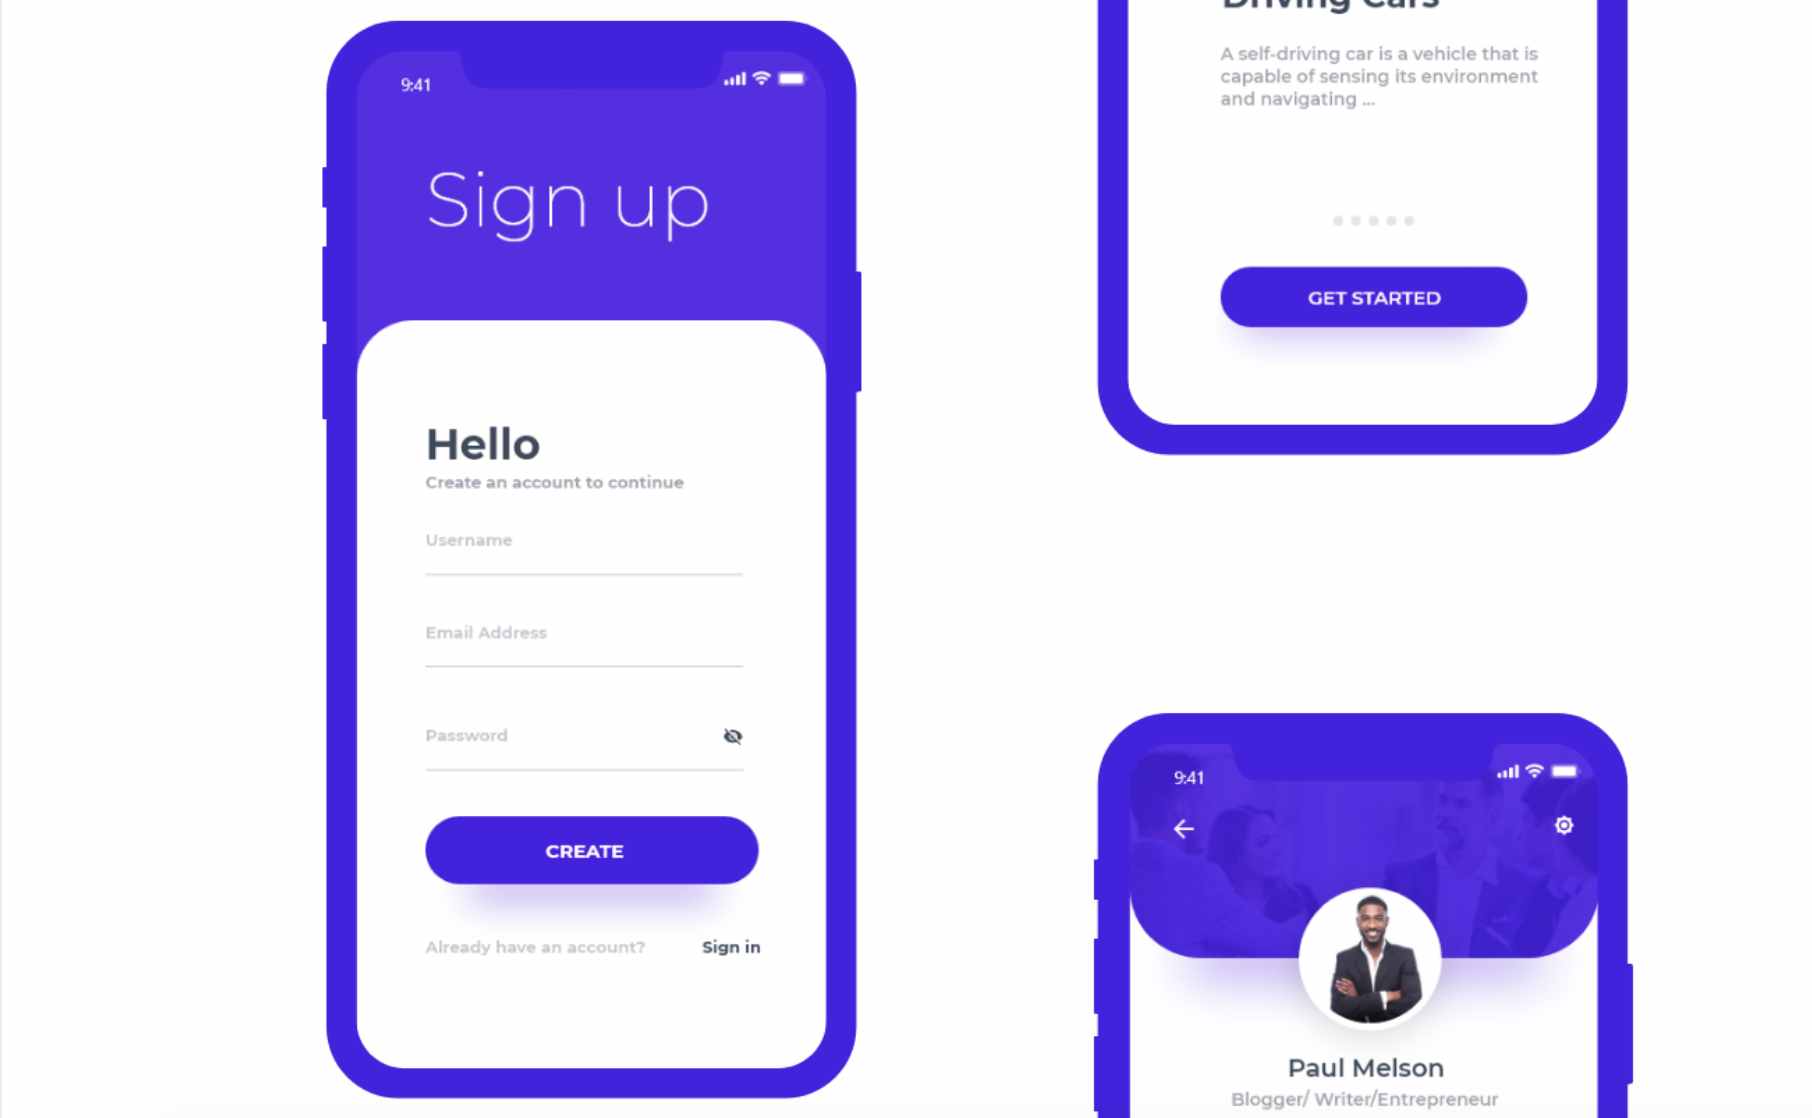 9:41
Sign up
Hello
Create an account to continue
Username
Email Address
Password
CREATE
Already have an account? Sign in
Driving Cars
A self-driving car is a vehicle that is
capable of sensing its environment
and navigating ...
GET STARTED
9:41
Paul Melson
Blogger/ Writer/Entrepreneur